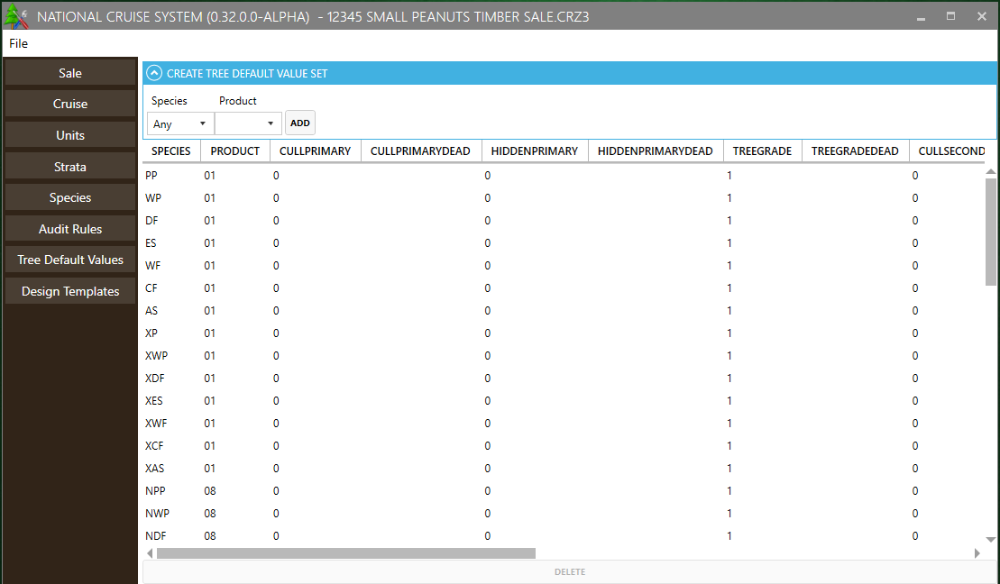 NATIONAL CRUISE SYSTEM (0.32.0.0-ALPHA) - 12345 SMALL PEANUTS TIMBER SALE.CRZ3
File
Sale
Cruise
Units
Strata
Species
Audit Rules
Tree Default Values
Design Templates
CREATE TREE DEFAULT VALUE SET
Species Product
Any ADD
SPECIES PRODUCT CULLPRIMARY CULLPRIMARYDEAD HIDDENPRIMARY HIDDENPRIMARYDEAD TREEGRADE TREEGRADEDEAD CULLSECOND
PP 01 0 0 1 0
WP 01 0 0 1 0
DF 01 0 0 1 0
ES 01 0 0 1 0
WF 01 0 0 1 0
CF 01 0 0 1 0
AS 01 0 0 1 0
XP 01 0 0 1 0
XWP 01 0 0 1 0
XDF 01 0 0 1 0
XES 01 0 0 1 0
XWF 01 0 0 1 0
XCF 01 0 0 1 0
XAS 01 0 0 1 0
NPP 08 0 0 1 0
NWP 08 0 0 1 0
NDF 08 0 0 1 0
DELETE